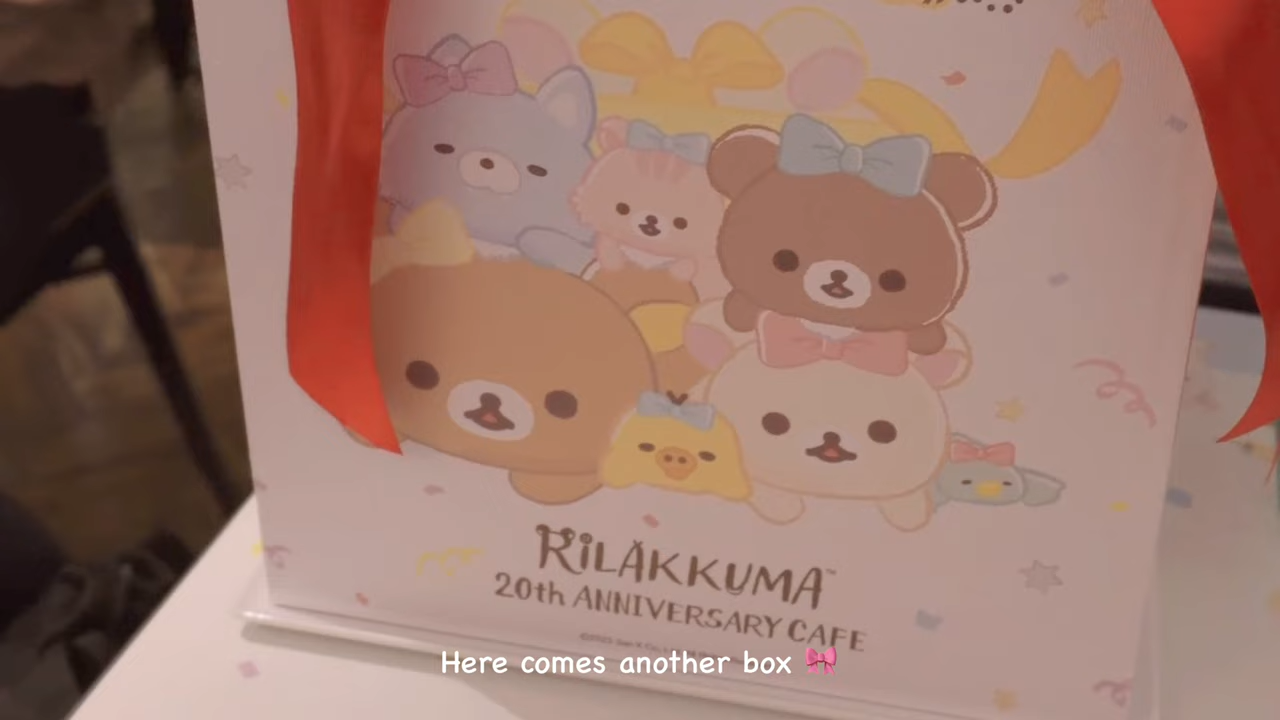 RiLAKKUMA™
20th ANNIVERSARY CAFE
Here comes another box 🎀